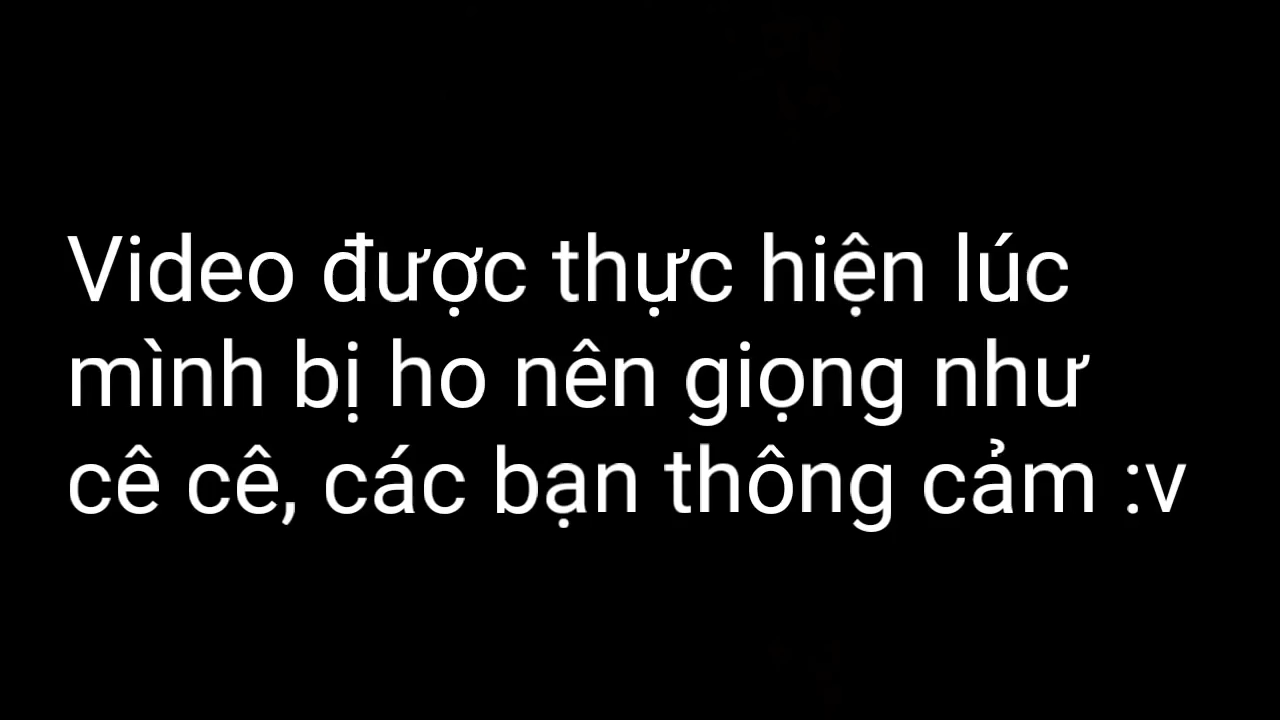 Video được thực hiện lúc
mình bị ho nên giọng như
cê cê, các bạn thông cảm :v